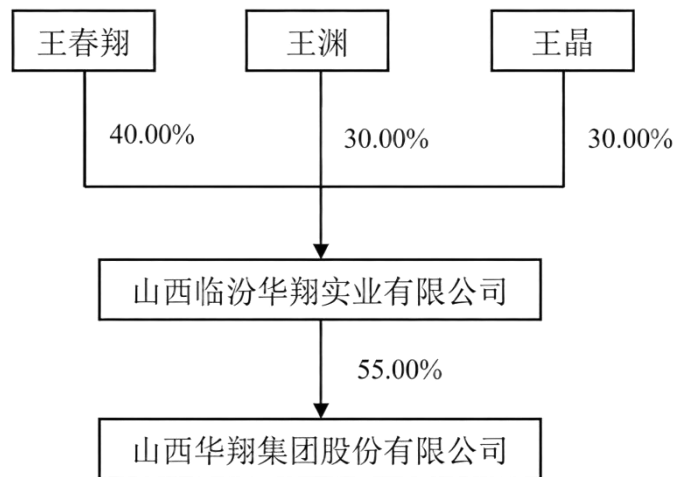 王春翔
王渊
王晶
40.00%
30.00%
30.00%
山西临汾华翔实业有限公司
55.00%
山西华翔集团股份有限公司